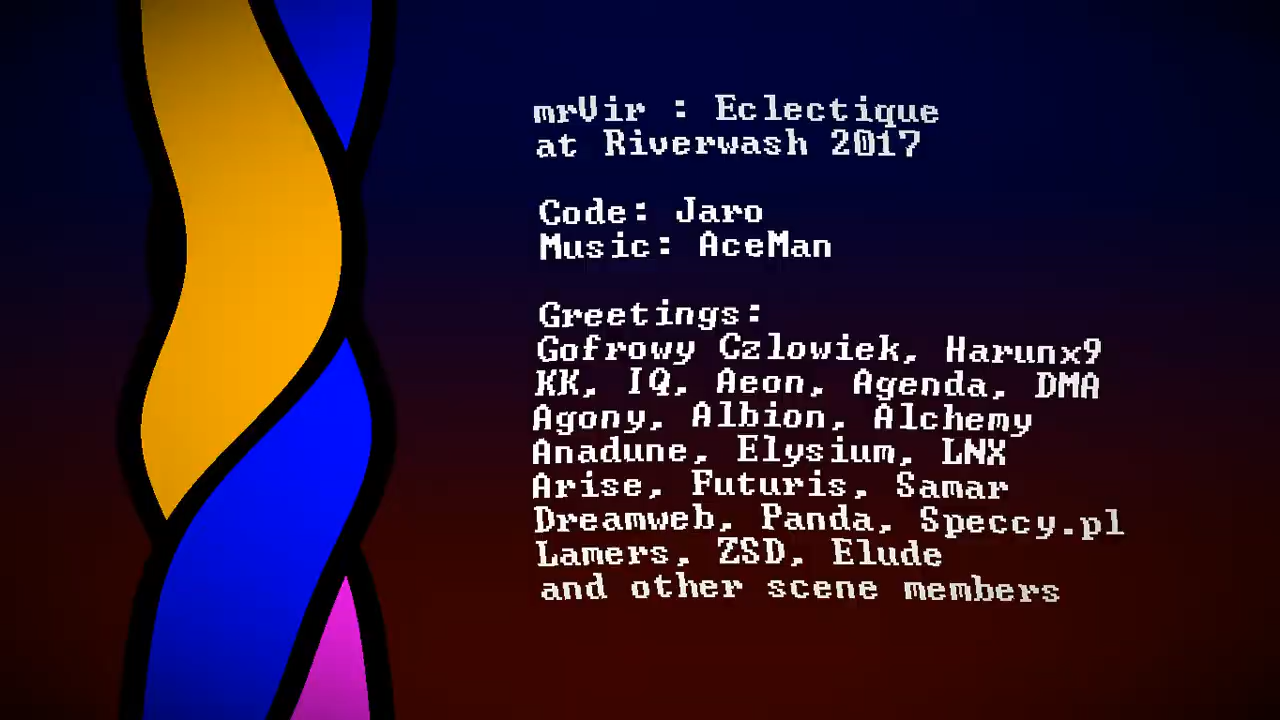 mrVir : Eclectique
at Riverwash 2017
Code: Jaro
Music: AceMan
Greetings:
Gofrowy Czlowiek, Harunx9
KK, IQ, Aeon, Agenda, DMA
Agony, Albion, Alchemy
Anadune, Elysium, LNX
Arise, Futuris, Samar
Dreamweb, Panda, Speccy.pl
Lamers, ZSD, Elude
and other scene members